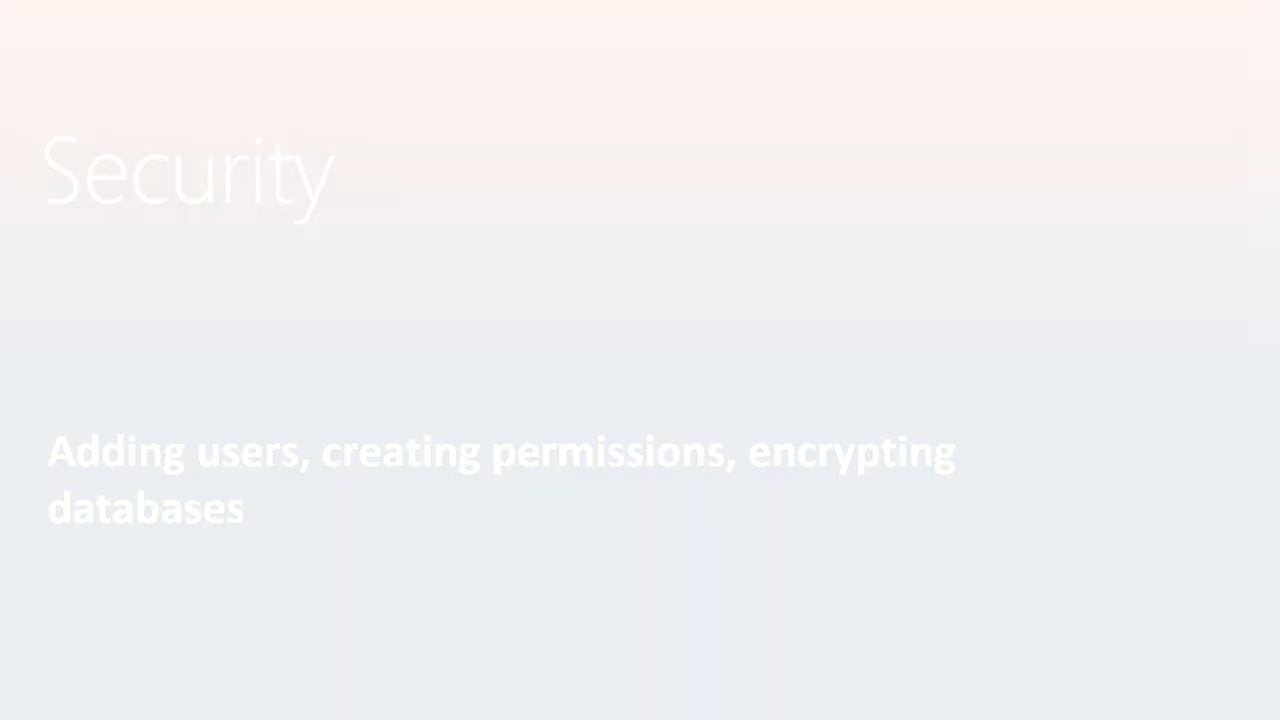 Security
Adding users, creating permissions, encrypting
databases